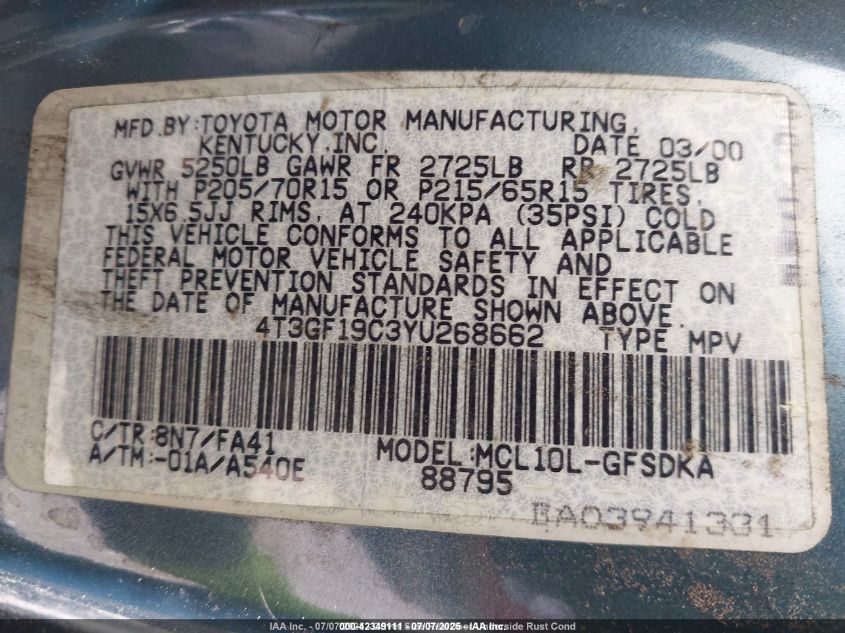 MFD.BY:TOYOTA MOTOR MANUFACTURING,
KENTUCKY,INC. DATE 03/00
GVWR 5250LB GAWR FR 2725LB RR 2725LB
WITH P205/70R15 OR P215/65R15 TIRES,
15X6.5JJ RIMS, AT 240KPA (35PSI) COLD
THIS VEHICLE CONFORMS TO ALL APPLICABLE
FEDERAL MOTOR VEHICLE SAFETY AND
THEFT PREVENTION STANDARDS IN EFFECT ON
THE DATE OF MANUFACTURE SHOWN ABOVE.
4T3GF19C3YU268662 TYPE MPV
C/TR:8N7/FA41 MODEL:MCL10L-GFSDKA
A/TM:-01A/A540E 88795
BA03941331
IAA Inc. - 07/07 000-42349111 - 07/07/2025 - IAA Inc. Underside Rust Cond